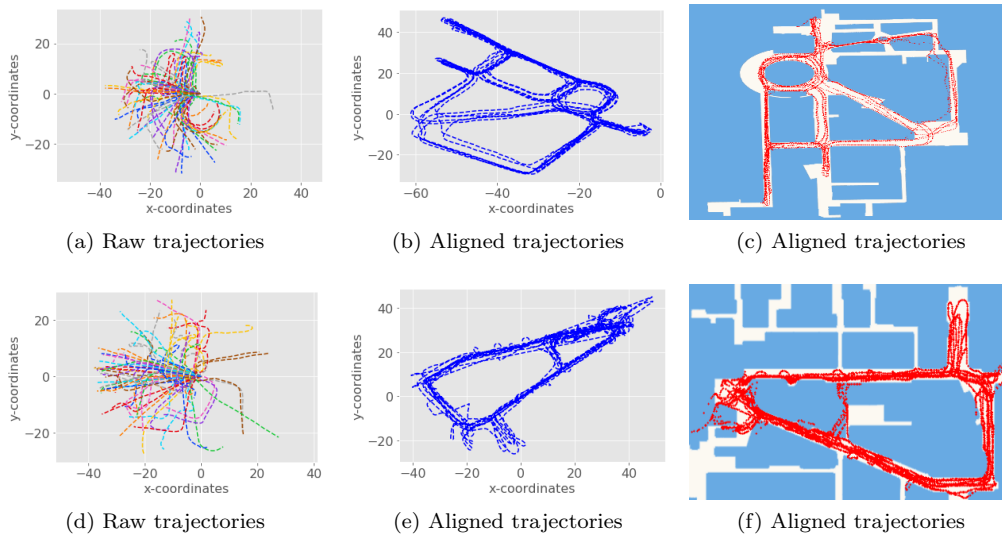 20
0
−20
y-coordinates
−40
−20
0
20
40
x-coordinates
(a) Raw trajectories
40
20
0
−20
y-coordinates
−60
−40
−20
0
x-coordinates
(b) Aligned trajectories
(c) Aligned trajectories
20
0
−20
y-coordinates
−40
−20
0
20
40
x-coordinates
(d) Raw trajectories
40
20
0
−20
y-coordinates
−40
−20
0
20
40
x-coordinates
(e) Aligned trajectories
(f) Aligned trajectories